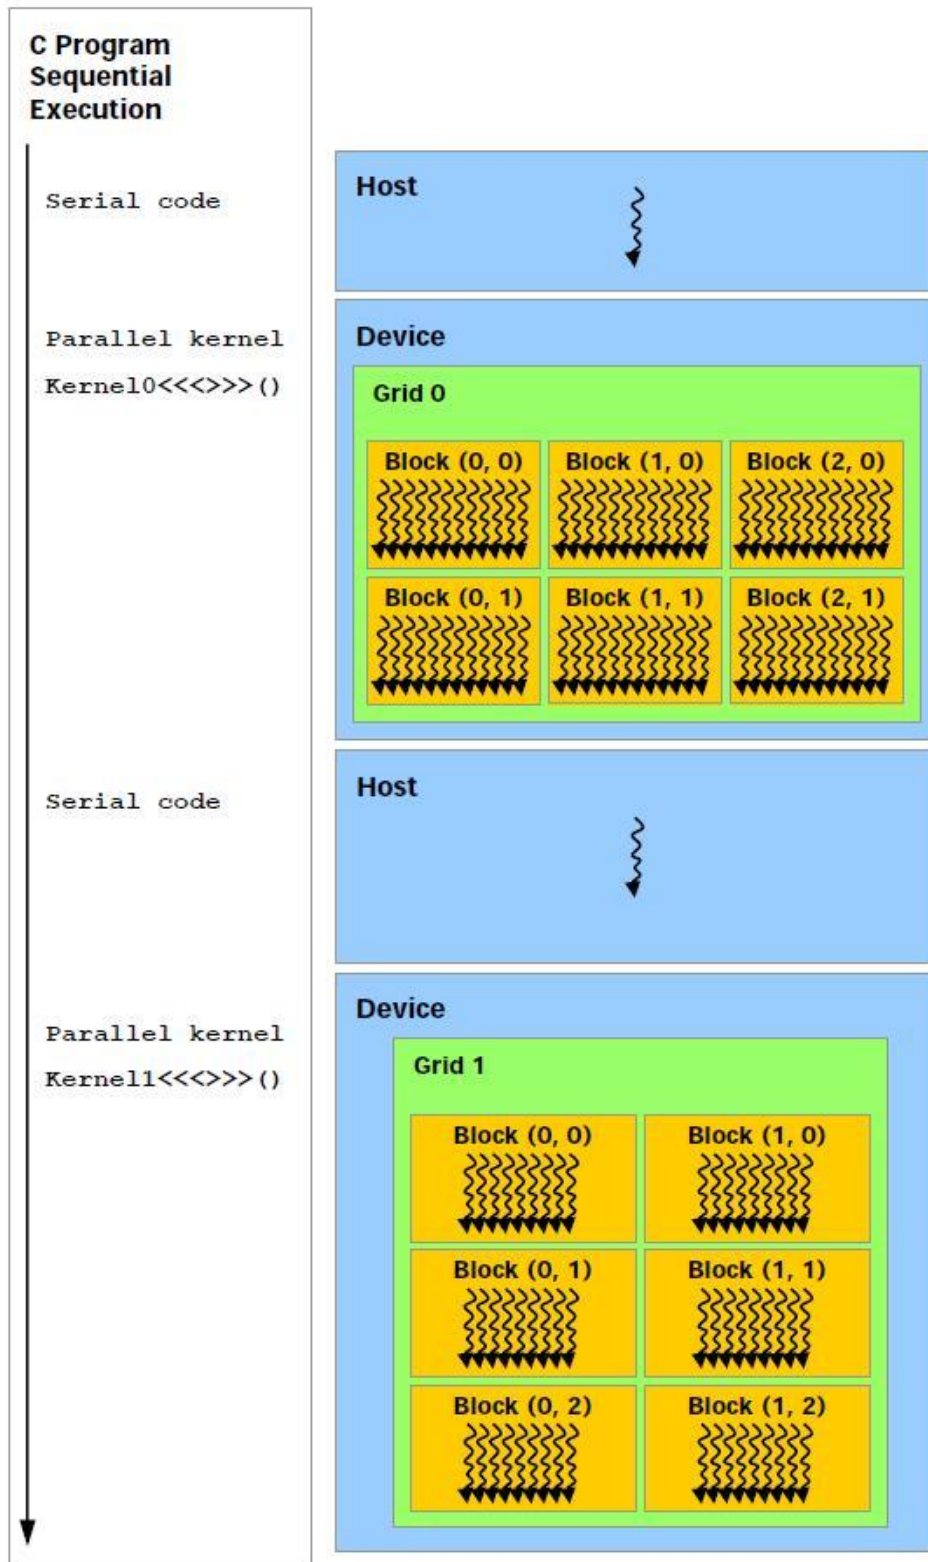 C Program
Sequential
Execution
Serial code
Host
Parallel kernel
Kernel0<<<>>>()
Device
Grid 0
Block (0, 0) Block (1, 0) Block (2, 0)
Block (0, 1) Block (1, 1) Block (2, 1)
Serial code
Host
Parallel kernel
Kernel1<<<>>>()
Device
Grid 1
Block (0, 0) Block (1, 0)
Block (0, 1) Block (1, 1)
Block (0, 2) Block (1, 2)